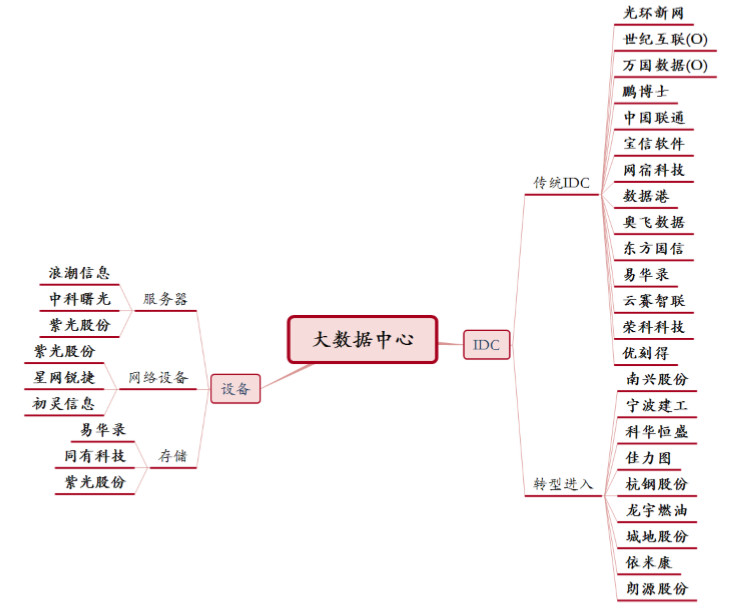 大数据中心
IDC
传统IDC
光环新网
世纪互联(O)
万国数据(O)
鹏博士
中国联通
宝信软件
网宿科技
数据港
奥飞数据
东方国信
易华录
云赛智联
荣科科技
优刻得
转型进入
南兴股份
宁波建工
科华恒盛
佳力图
杭钢股份
龙宇燃油
城地股份
依米康
朗源股份
设备
服务器
浪潮信息
中科曙光
紫光股份
网络设备
紫光股份
星网锐捷
初灵信息
存储
易华录
同有科技
紫光股份